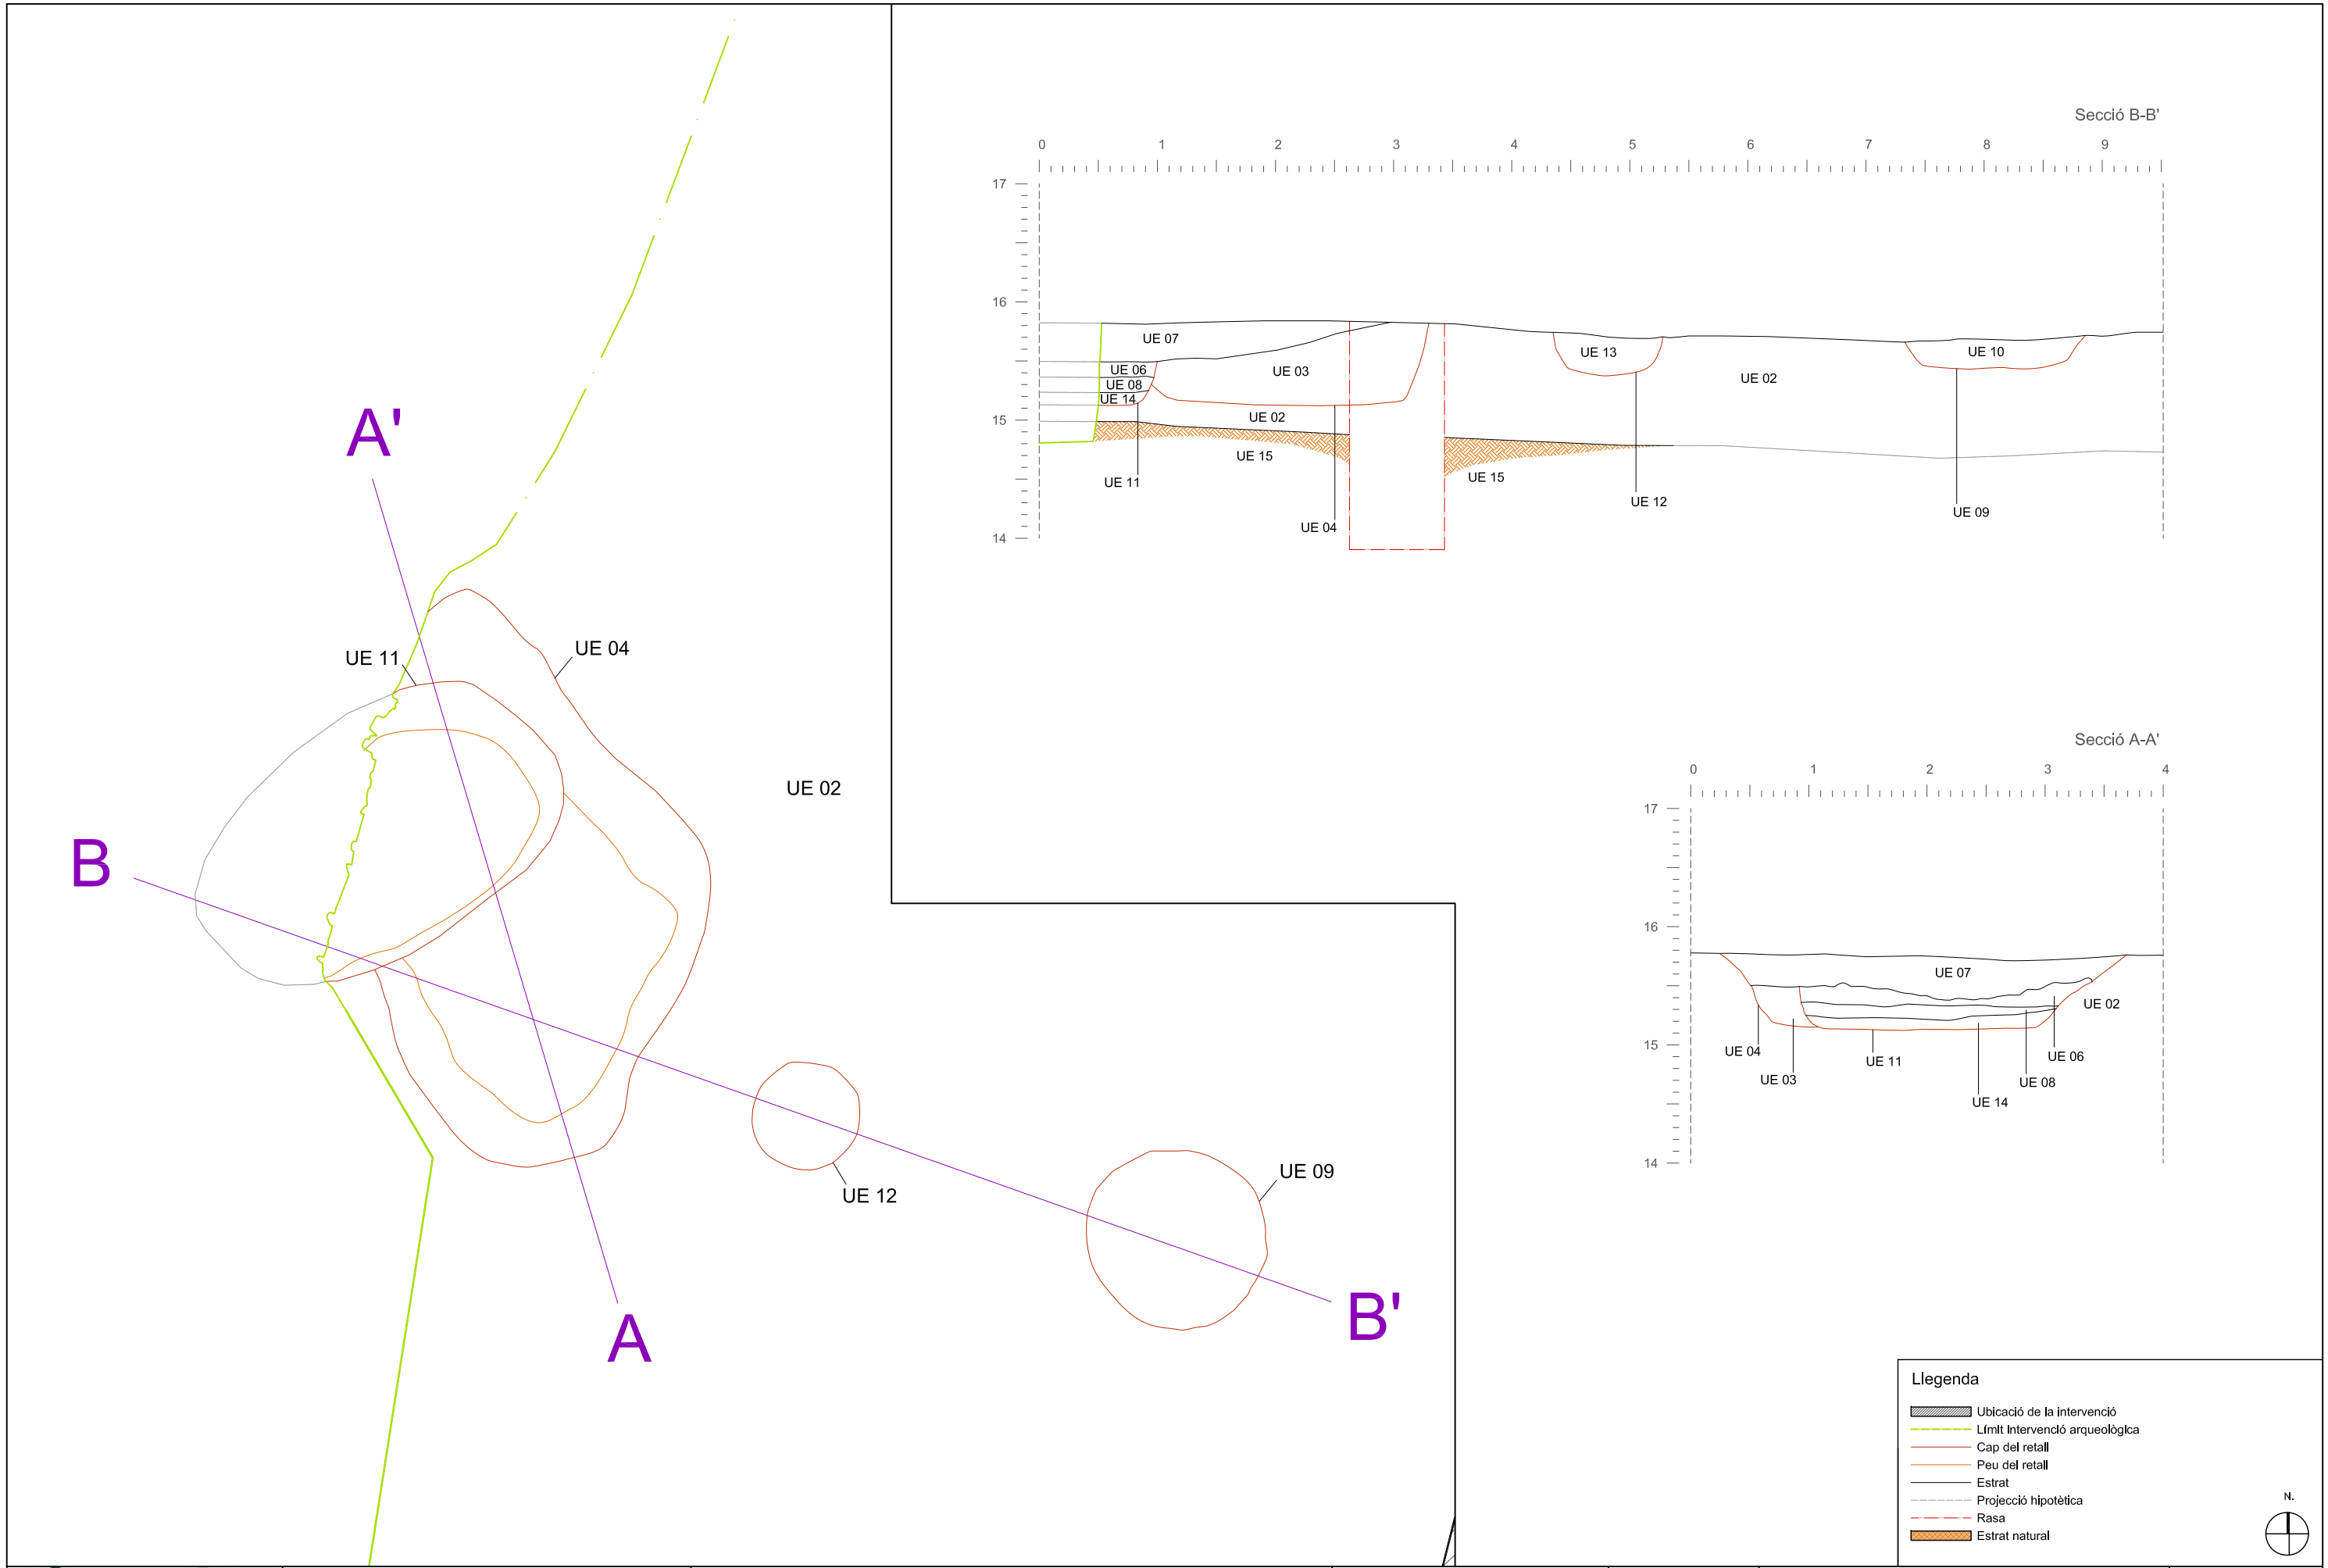 A'
UE 11
UE 04
UE 02
B
UE 12
UE 09
A
B'
Secció B-B'
0 1 2 3 4 5 6 7 8 9
17
16
15
14
UE 07
UE 06
UE 08
UE 14
UE 03
UE 02
UE 15
UE 11
UE 04
UE 15
UE 13
UE 12
UE 02
UE 10
UE 09
Secció A-A'
0 1 2 3 4
17
16
15
14
UE 07
UE 02
UE 04
UE 03
UE 11
UE 14
UE 08
UE 06
Llegenda
Ubicació de la intervenció
Límit Intervenció arqueològica
Cap del retall
Peu del retall
Estrat
Projecció hipotètica
Rasa
Estrat natural
N.